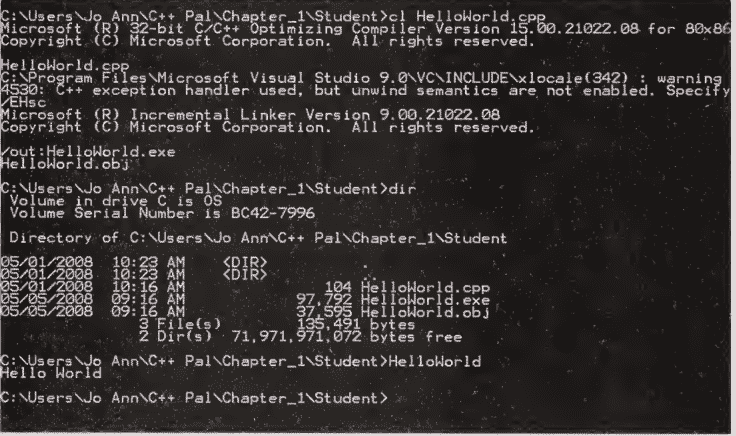 C:\Users\Jo Ann\C++ Pal\Chapter_1\Student>cl HelloWorld.cpp
Microsoft (R) 32-bit C/C++ Optimizing Compiler Version 15.00.21022.08 for 80x86
Copyright (C) Microsoft Corporation.  All rights reserved.

HelloWorld.cpp
C:\Program Files\Microsoft Visual Studio 9.0\VC\INCLUDE\xlocale(342) : warning
4530: C++ exception handler used, but unwind semantics are not enabled. Specify
/EHsc
Microsoft (R) Incremental Linker Version 9.00.21022.08
Copyright (C) Microsoft Corporation.  All rights reserved.

/out:HelloWorld.exe
HelloWorld.obj

C:\Users\Jo Ann\C++ Pal\Chapter_1\Student>dir
 Volume in drive C is OS
 Volume Serial Number is BC42-7996

 Directory of C:\Users\Jo Ann\C++ Pal\Chapter_1\Student

05/01/2008  10:23 AM    <DIR>          .
05/01/2008  10:23 AM    <DIR>          ..
05/01/2008  10:16 AM               104 HelloWorld.cpp
05/05/2008  09:16 AM            97,792 HelloWorld.exe
05/05/2008  09:16 AM            37,595 HelloWorld.obj
               3 File(s)        135,491 bytes
               2 Dir(s)  71,971,971,072 bytes free

C:\Users\Jo Ann\C++ Pal\Chapter_1\Student>HelloWorld
Hello World

C:\Users\Jo Ann\C++ Pal\Chapter_1\Student>